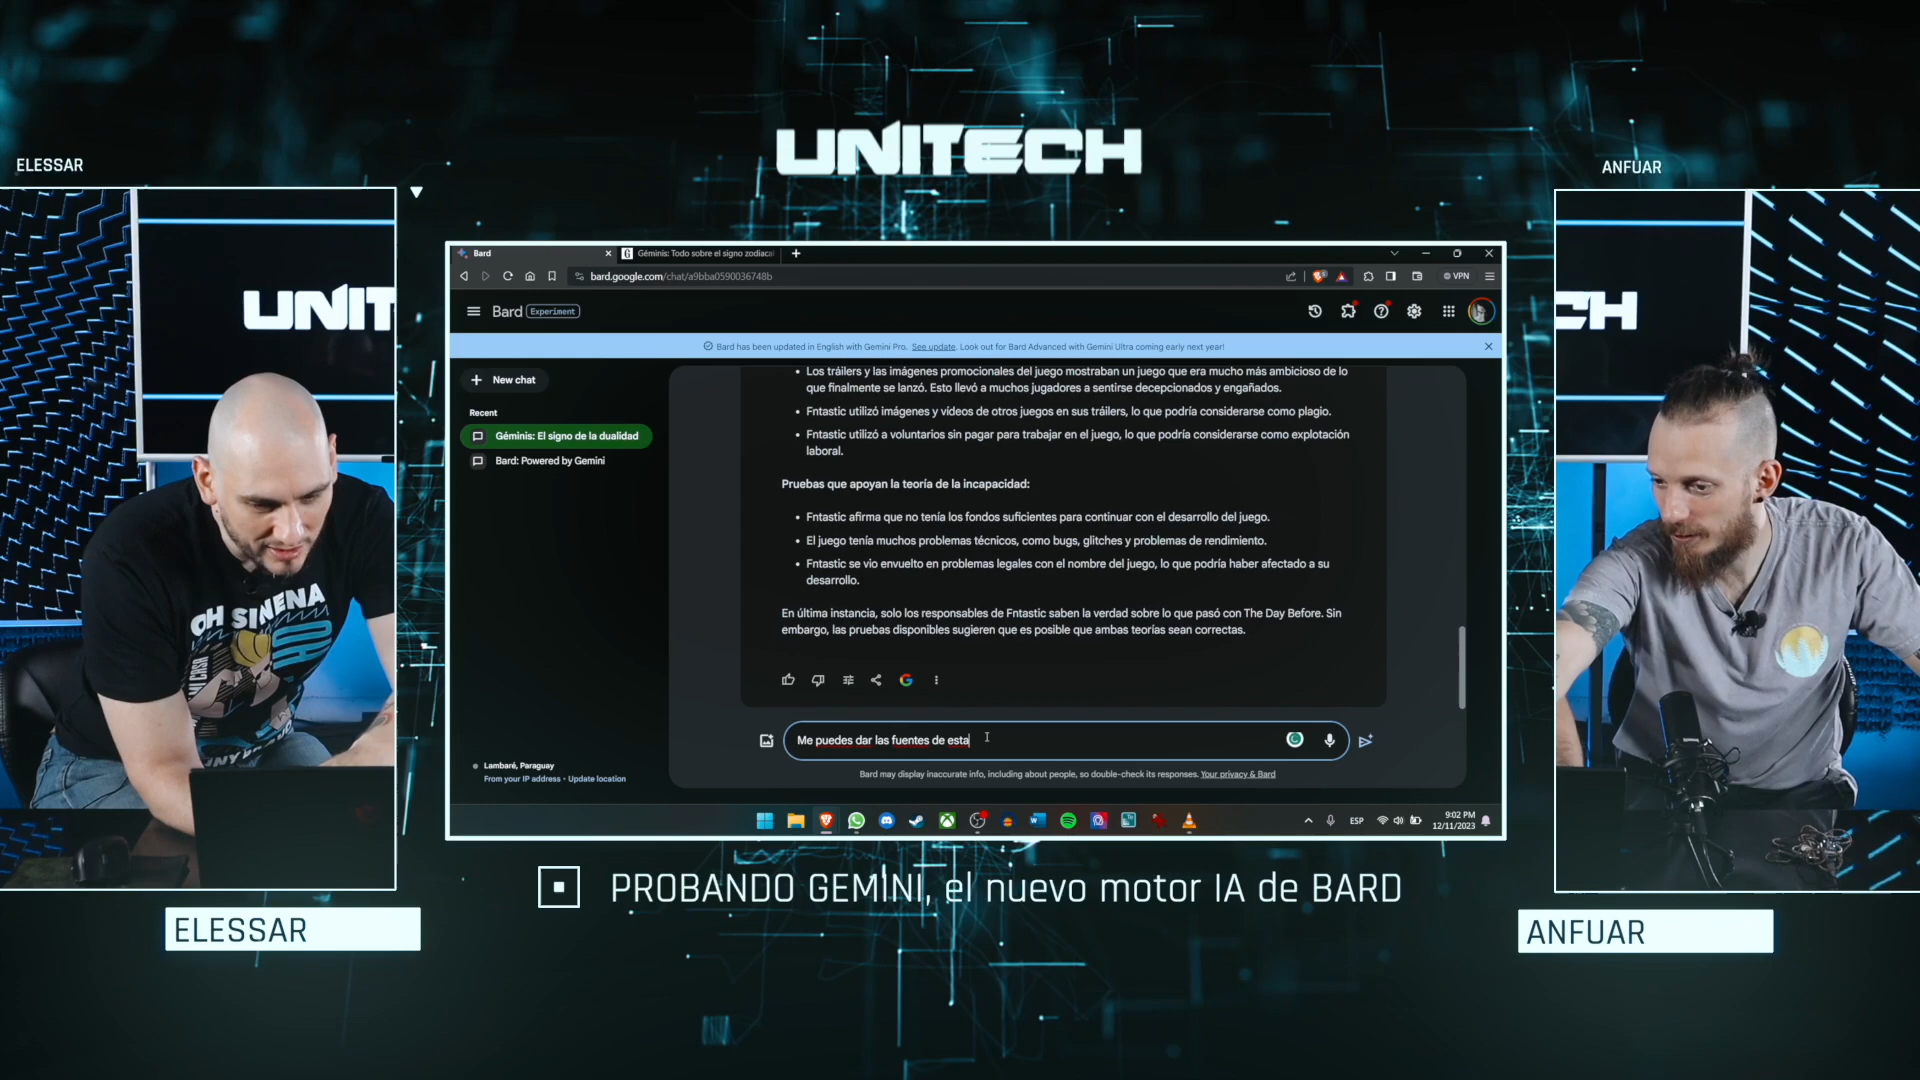 UNITECH
ELESSAR
ANFUAR
UNIT
CH
OH SINENA
MI CASA
Bard
Géminis: Todo sobre el signo zodiaca
bard.google.com/chat/a9bba0590036748b
VPN
Bard Experiment
Bard has been updated in English with Gemini Pro. See update. Look out for Bard Advanced with Gemini Ultra coming early next year!
New chat
Recent
Géminis: El signo de la dualidad
Bard: Powered by Gemini
• Los tráilers y las imágenes promocionales del juego mostraban un juego que era mucho más ambicioso de lo
que finalmente se lanzó. Esto llevó a muchos jugadores a sentirse decepcionados y engañados.
• Fntastic utilizó imágenes y vídeos de otros juegos en sus tráilers, lo que podría considerarse como plagio.
• Fntastic utilizó a voluntarios sin pagar para trabajar en el juego, lo que podría considerarse como explotación
laboral.
Pruebas que apoyan la teoría de la incapacidad:
• Fntastic afirma que no tenía los fondos suficientes para continuar con el desarrollo del juego.
• El juego tenía muchos problemas técnicos, como bugs, glitches y problemas de rendimiento.
• Fntastic se vio envuelto en problemas legales con el nombre del juego, lo que podría haber afectado a su
desarrollo.
En última instancia, solo los responsables de Fntastic saben la verdad sobre lo que pasó con The Day Before. Sin
embargo, las pruebas disponibles sugieren que es posible que ambas teorías sean correctas.
Me puedes dar las fuentes de esta
Bard may display inaccurate info, including about people, so double-check its responses. Your privacy & Bard
Lambaré, Paraguay
From your IP address • Update location
ESP
9:02 PM
12/11/2023
PROBANDO GEMINI, el nuevo motor IA de BARD
ELESSAR
ANFUAR